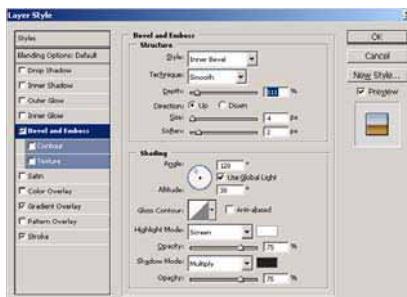 Layer Style
Styles
Blending Options: Default
Drop Shadow
Inner Shadow
Outer Glow
Inner Glow
Bevel and Emboss
Contour
Texture
Satin
Color Overlay
Gradient Overlay
Pattern Overlay
Stroke
Bevel and Emboss
Structure
Style: Inner Bevel
Technique: Smooth
Depth: %
Direction: Up Down
Size: 4 px
Soften: 2 px
Shading
Angle: 120 °
Use Global Light
Altitude: 30 °
Gloss Contour: Anti-aliased
Highlight Mode: Screen
Opacity: 75 %
Shadow Mode: Multiply
Opacity: 75 %
OK
Cancel
New Style...
Preview